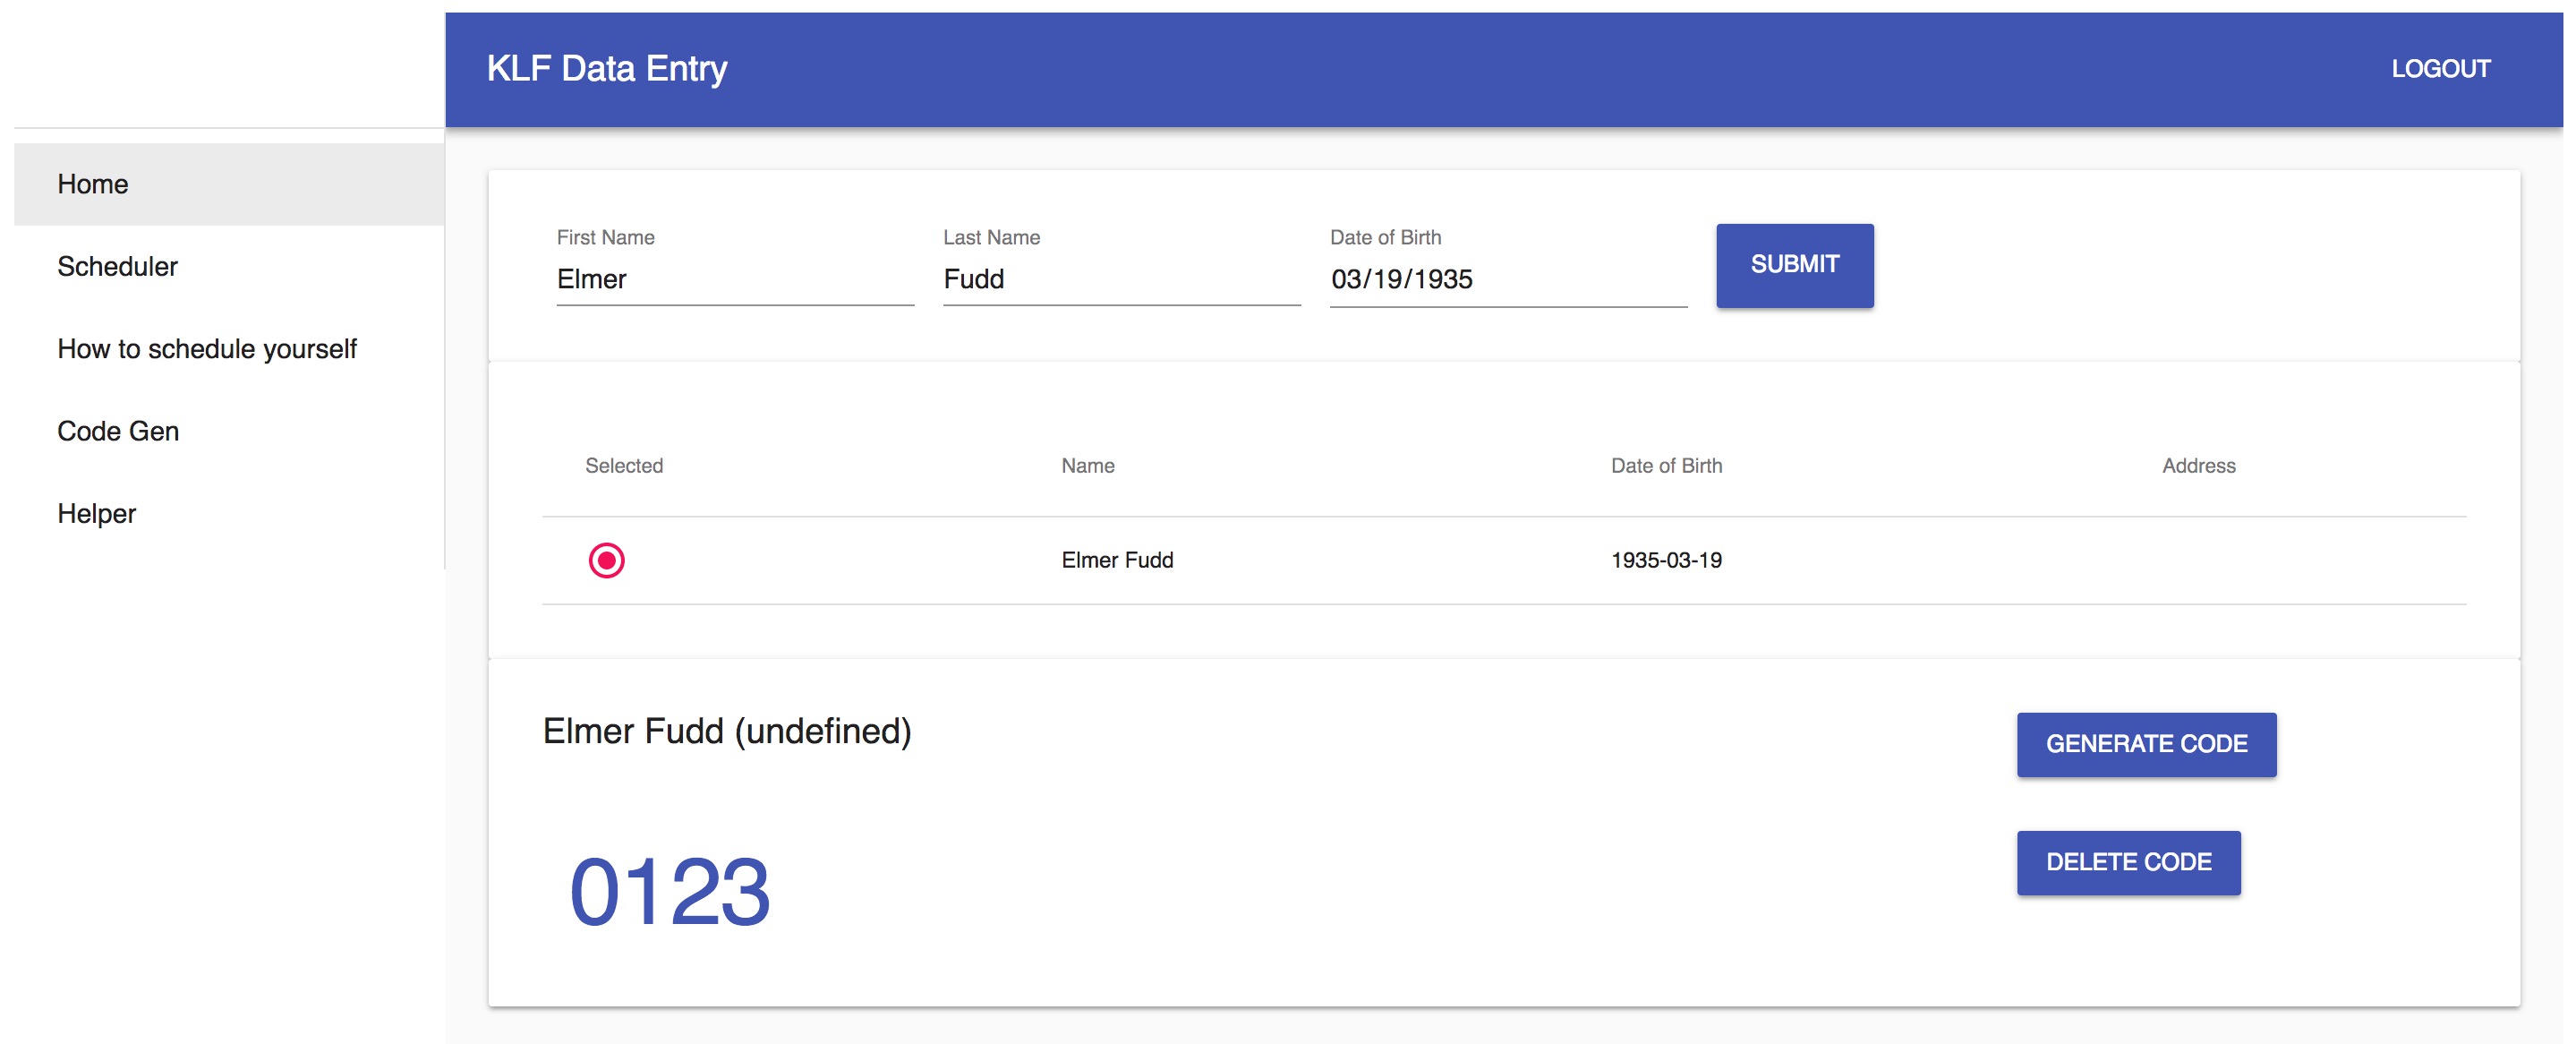 KLF Data Entry
LOGOUT
Home
Scheduler
How to schedule yourself
Code Gen
Helper
First Name
Last Name
Date of Birth
Elmer
Fudd
03/19/1935
SUBMIT
Selected
Name
Date of Birth
Address
Elmer Fudd
1935-03-19
Elmer Fudd (undefined)
GENERATE CODE
0123
DELETE CODE